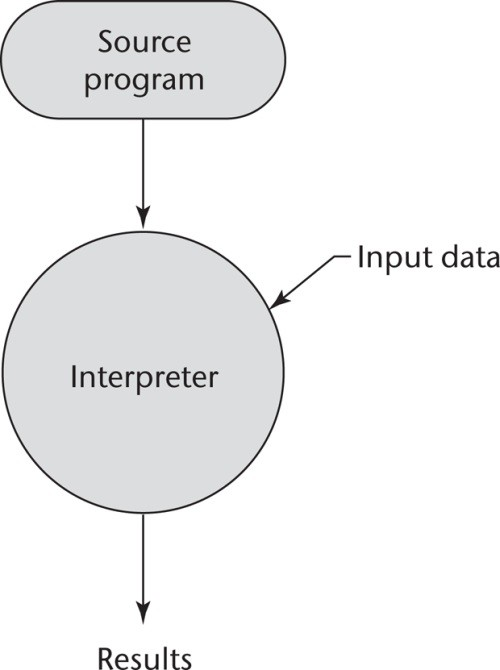 Source
program
Input data
Interpreter
Results